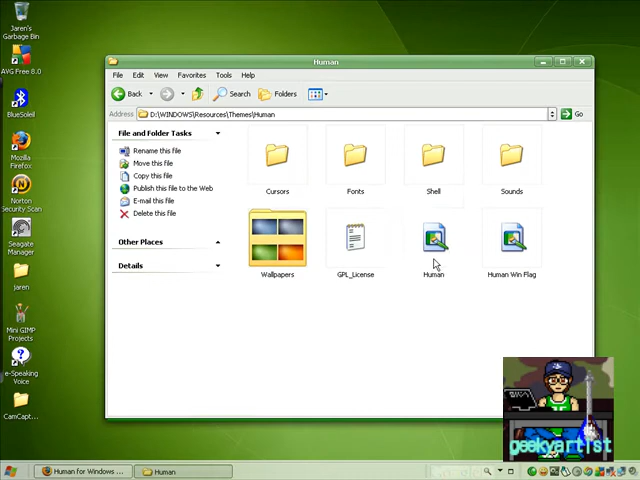 Jaren's
Garbage Bin
AVG Free 8.0
BlueSoleil
Mozilla
Firefox
Norton
Security Scan
Seagate
Manager
jaren
Mini GIMP
Projects
e-Speaking
Voice
CamCapt...
Human
File Edit View Favorites Tools Help
Back Search Folders
Address D:\WINDOWS\Resources\Themes\Human Go
File and Folder Tasks
Rename this file
Move this file
Copy this file
Publish this file to the Web
E-mail this file
Delete this file
Other Places
Details
Cursors Fonts Shell Sounds
Wallpapers GPL_License Human Human Win Flag
geekyartist
Human for Windows ... Human